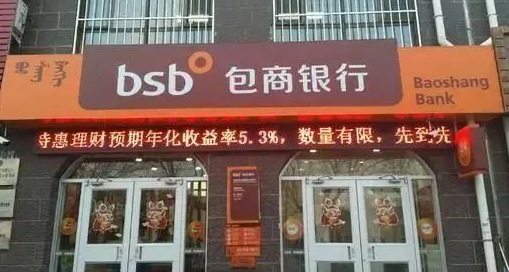 bsb 包商银行
Baoshang
Bank
待惠理财预期年化收益率5.3%，数量有限，先到先